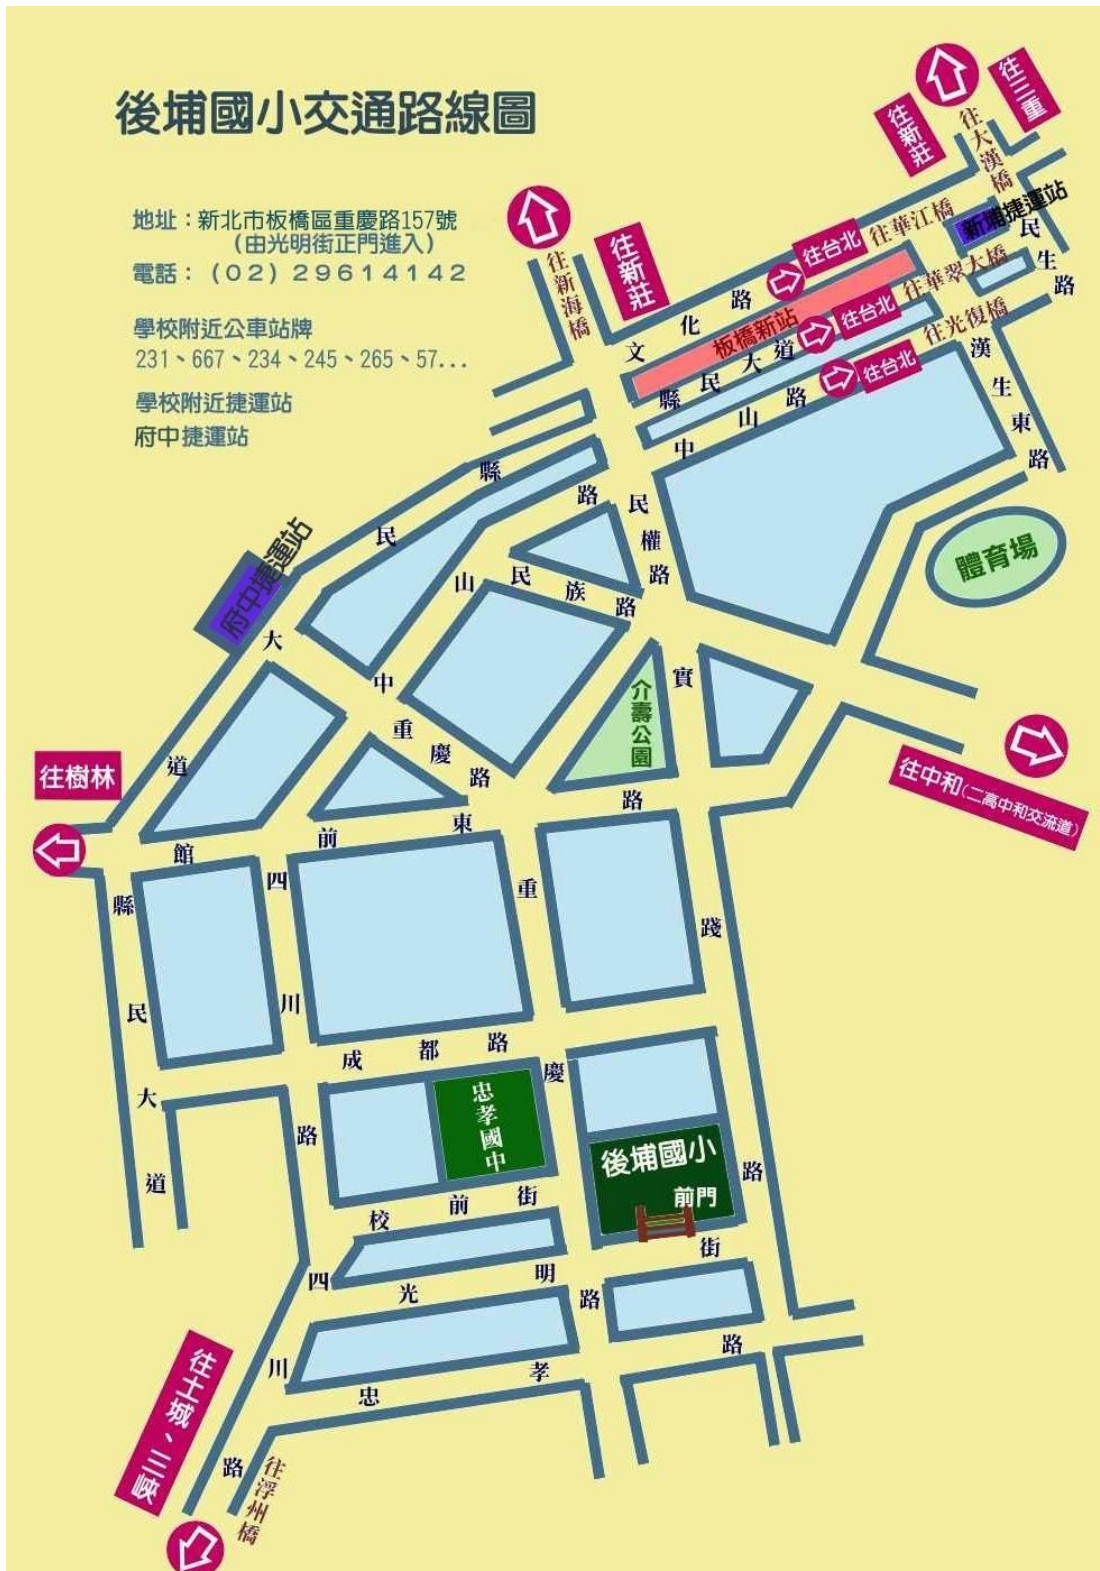 後埔國小交通路線圖
地址：新北市板橋區重慶路157號
（由光明街正門進入）
電話：（02）29614142
學校附近公車站牌
231、667、234、245、265、57...
學校附近捷運站
府中捷運站
往三重
往新莊
往大漢橋
新埔捷運站
往新海橋
往新莊
往台北
往華江橋
文化路
板橋新站
往台北
往華翠大橋
縣民大道
往台北
往光復橋
中山路
民生路
漢生東路
體育場
民權路
民族路
中山路
府中捷運站
縣民大道
重慶路
介壽公園
實踐路
往中和(二高中和交流道)
往樹林
館前東路
縣民大道
四川路
重慶路
成都路
忠孝國中
後埔國小
前門
校前街
光明街
四川路
忠孝路
往土城、三峽
往浮州橋